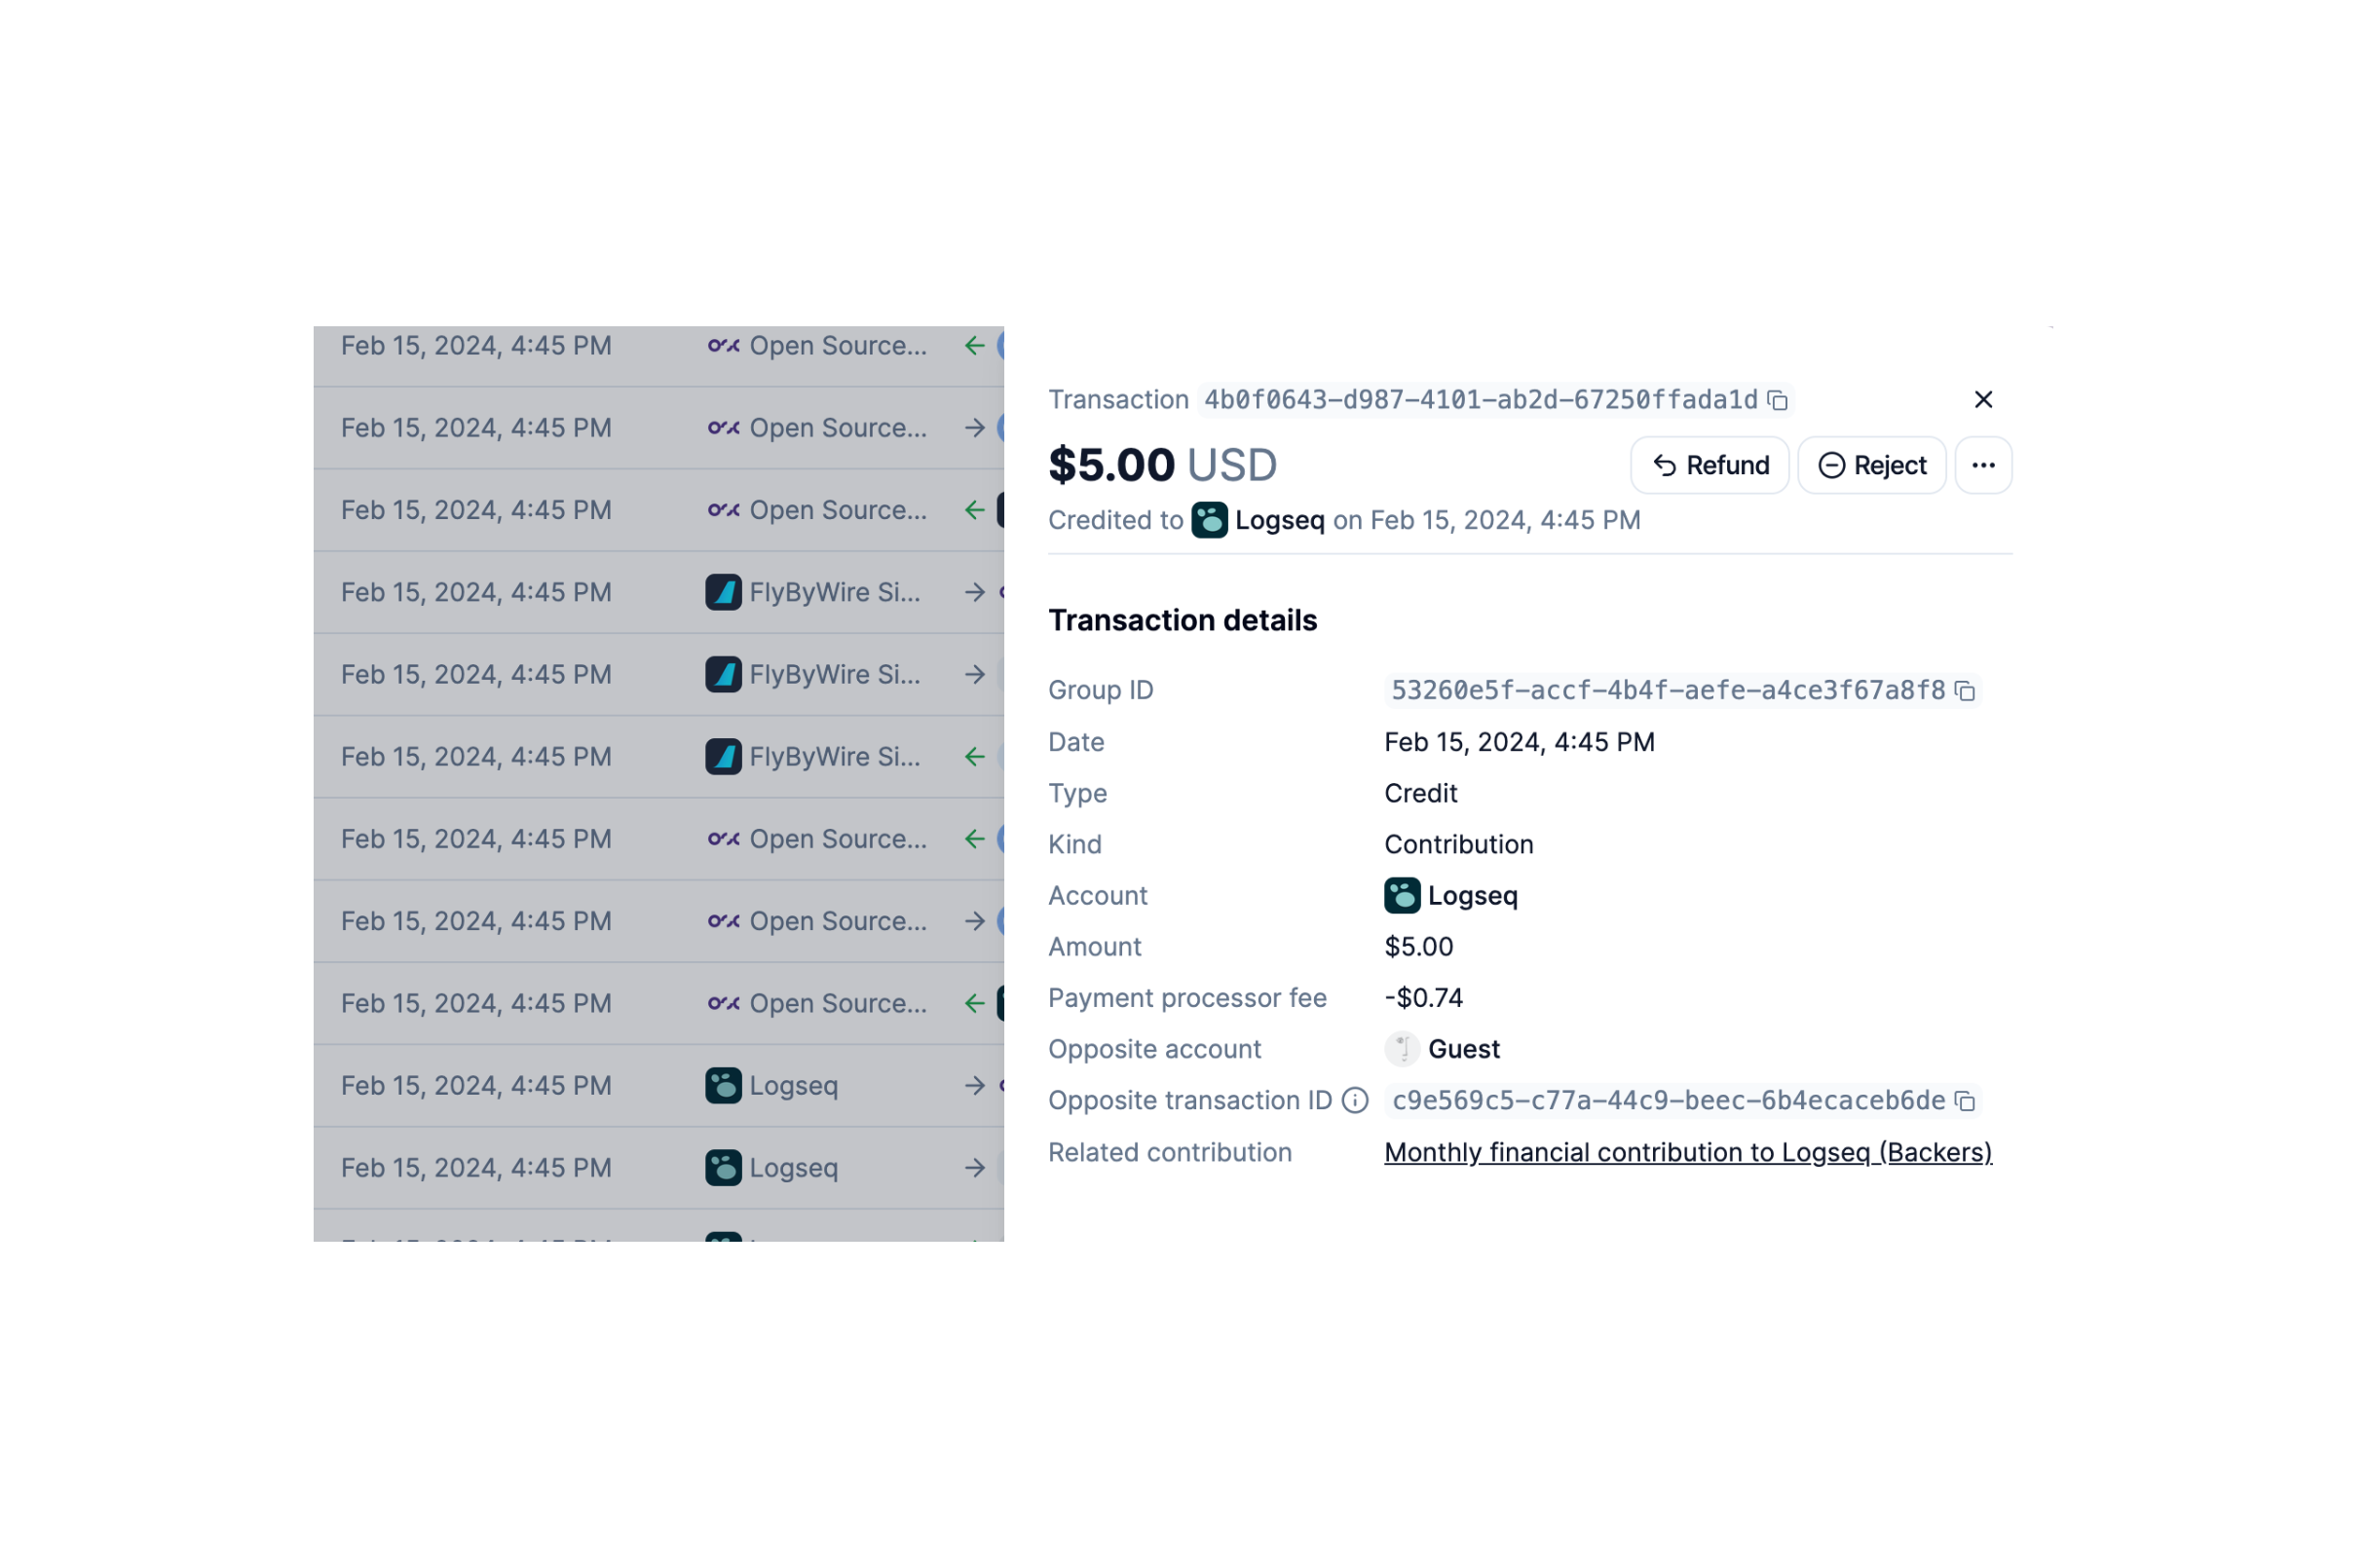 Feb 15, 2024, 4:45 PM Open Source...
Feb 15, 2024, 4:45 PM Open Source...
Feb 15, 2024, 4:45 PM Open Source...
Feb 15, 2024, 4:45 PM FlyByWire Si...
Feb 15, 2024, 4:45 PM FlyByWire Si...
Feb 15, 2024, 4:45 PM FlyByWire Si...
Feb 15, 2024, 4:45 PM Open Source...
Feb 15, 2024, 4:45 PM Open Source...
Feb 15, 2024, 4:45 PM Open Source...
Feb 15, 2024, 4:45 PM Logseq
Feb 15, 2024, 4:45 PM Logseq
Transaction 4b0f0643-d987-4101-ab2d-67250ffada1d
$5.00 USD Refund Reject
Credited to Logseq on Feb 15, 2024, 4:45 PM
Transaction details
Group ID 53260e5f-accf-4b4f-aefe-a4ce3f67a8f8
Date Feb 15, 2024, 4:45 PM
Type Credit
Kind Contribution
Account Logseq
Amount $5.00
Payment processor fee -$0.74
Opposite account Guest
Opposite transaction ID c9e569c5-c77a-44c9-beec-6b4ecaceb6de
Related contribution Monthly financial contribution to Logseq (Backers)